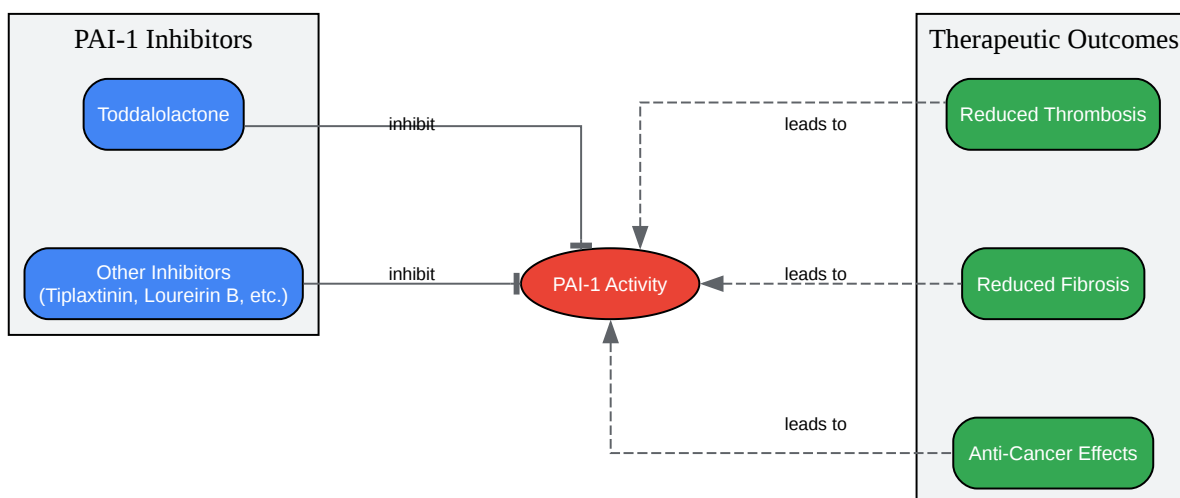 PAI-1 Inhibitors
Toddalolactone
Other Inhibitors
(Tiplaxtinin, Loureirin B, etc.)
inhibit
inhibit
PAI-1 Activity
leads to
leads to
leads to
Therapeutic Outcomes
Reduced Thrombosis
Reduced Fibrosis
Anti-Cancer Effects